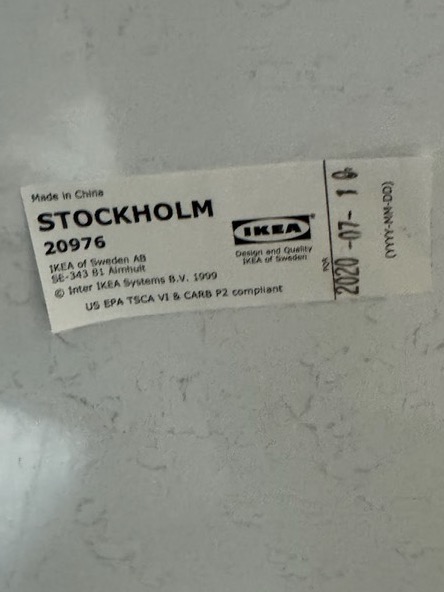 Made in China
STOCKHOLM
20976
IKEA of Sweden AB
SE-343 81 Älmhult
© Inter IKEA Systems B.V. 1999
US EPA TSCA VI & CARB P2 compliant
IKEA®
Design and Quality
IKEA of Sweden
2020-07-
(YYYY-MM-DD)